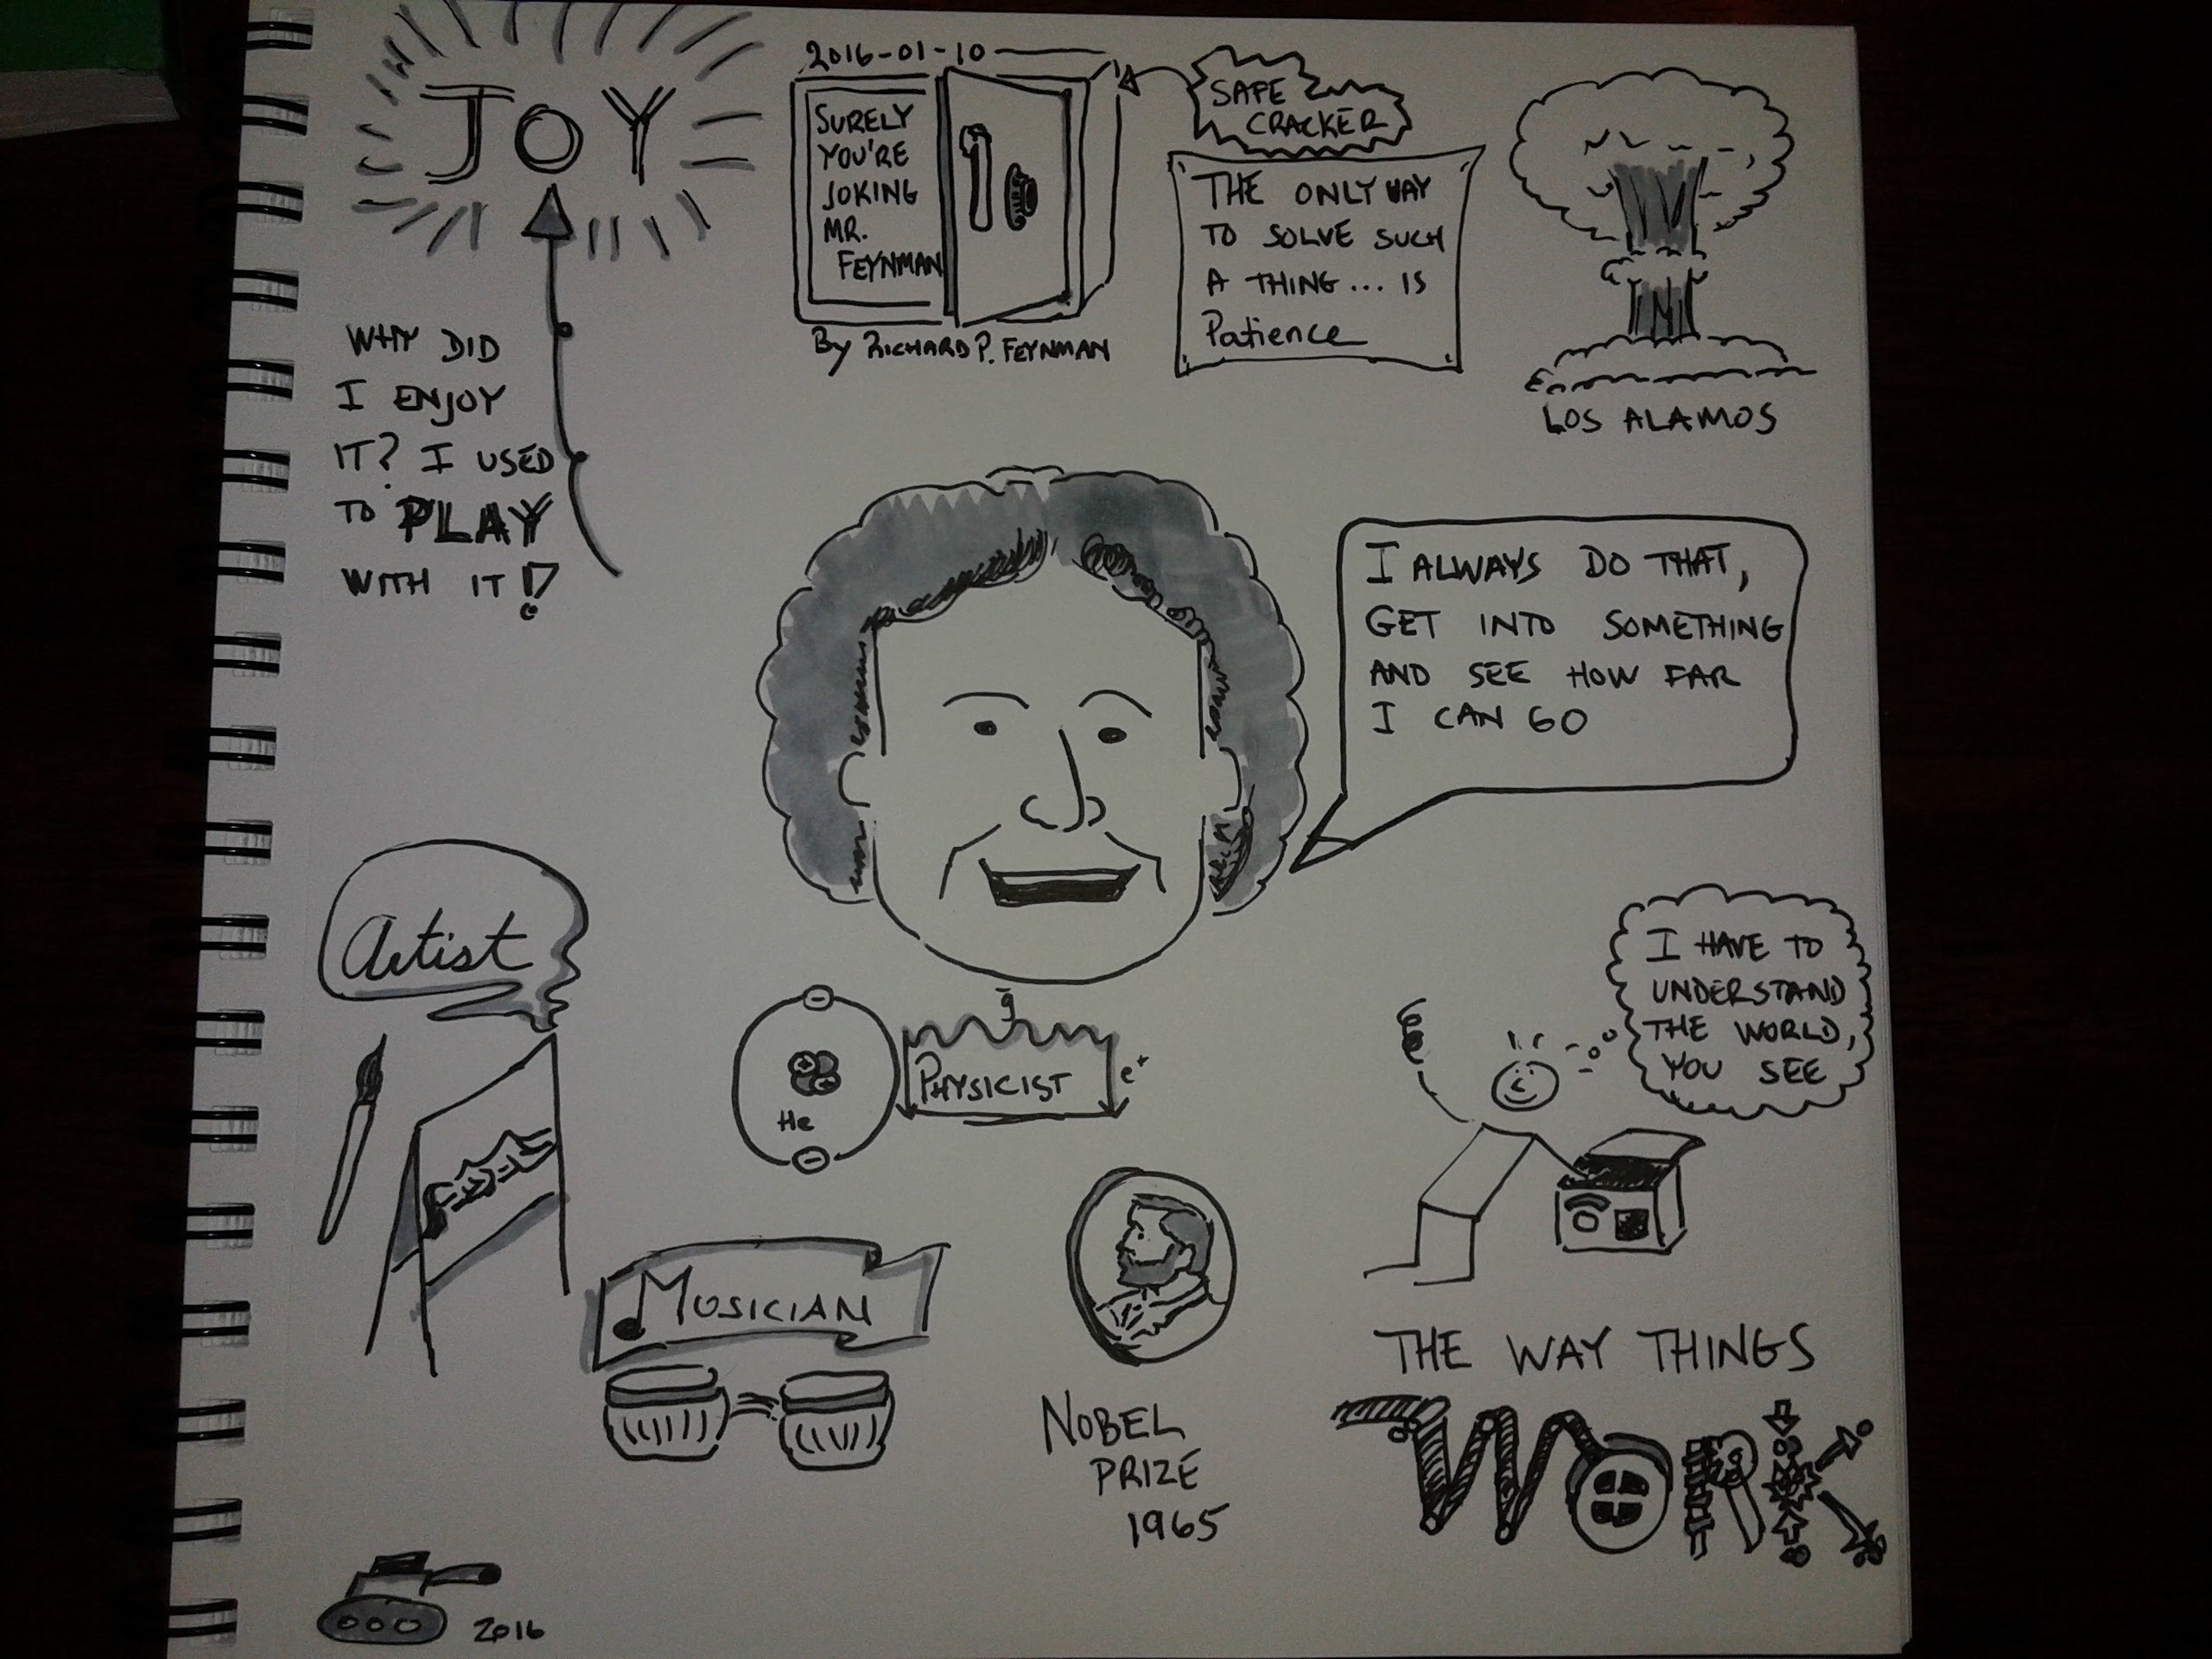 JOY
WHY DID
I ENJOY
IT? I USED
TO PLAY
WITH IT!?
2016-01-10
SURELY
YOU'RE
JOKING
MR.
FEYNMAN
By RICHARD P. FEYNMAN
SAFE
CRACKER
THE ONLY WAY
TO SOLVE SUCH
A THING... IS
Patience
LOS ALAMOS
I ALWAYS DO THAT,
GET INTO SOMETHING
AND SEE HOW FAR
I CAN GO
Artist
He
g
PHYSICIST
e+
I HAVE TO
UNDERSTAND
THE WORLD,
YOU SEE
MUSICIAN
NOBEL
PRIZE
1965
THE WAY THINGS
WORK
2016